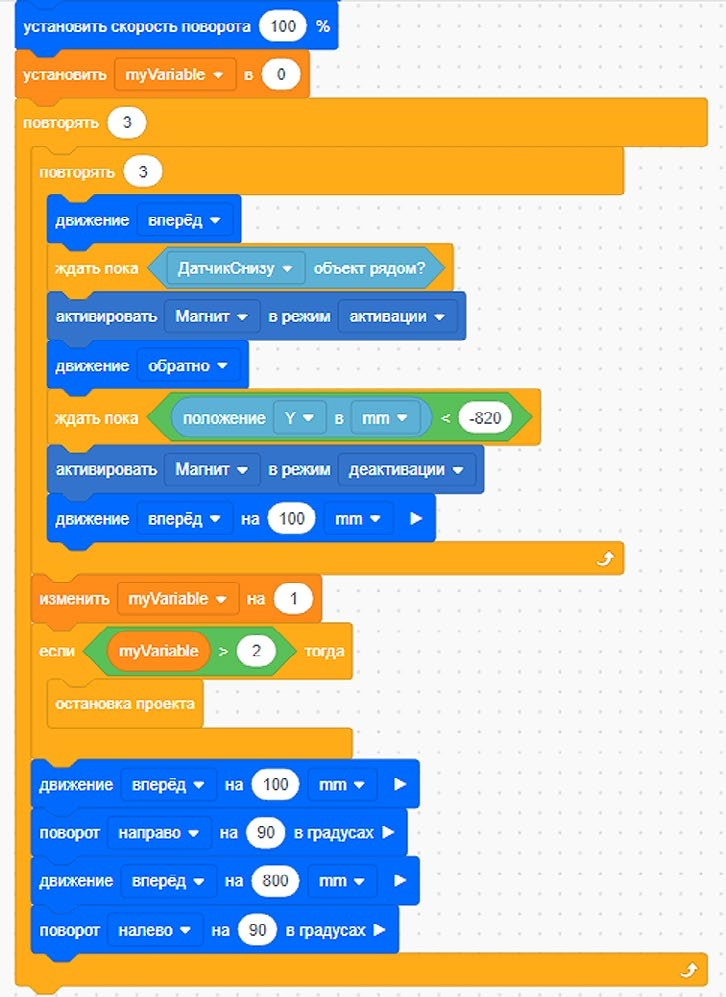 установить скорость поворота 100 %
установить myVariable в 0
повторять 3
повторять 3
движение вперёд
ждать пока ДатчикСнизу объект рядом?
активировать Магнит в режим активации
движение обратно
ждать пока положение Y в mm < -820
активировать Магнит в режим деактивации
движение вперёд на 100 mm
изменить myVariable на 1
если myVariable > 2 тогда
остановка проекта
движение вперёд на 100 mm
поворот направо на 90 в градусах
движение вперёд на 800 mm
поворот налево на 90 в градусах